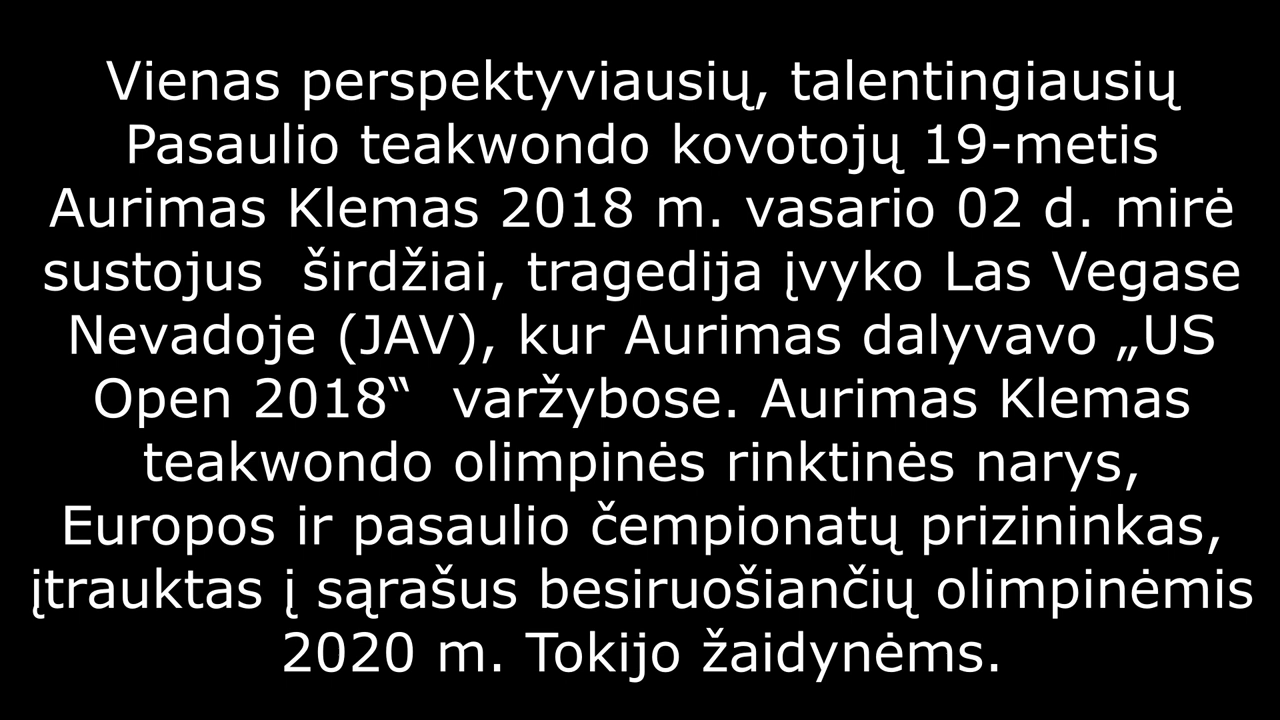 Vienas perspektyviausių, talentingiausių
Pasaulio teakwondo kovotojų 19-metis
Aurimas Klemas 2018 m. vasario 02 d. mirė
sustojus  širdžiai, tragedija įvyko Las Vegase
Nevadoje (JAV), kur Aurimas dalyvavo „US
Open 2018“  varžybose. Aurimas Klemas
teakwondo olimpinės rinktinės narys,
Europos ir pasaulio čempionatų prizininkas,
įtrauktas į sąrašus besiruošiančių olimpinėmis
2020 m. Tokijo žaidynėms.